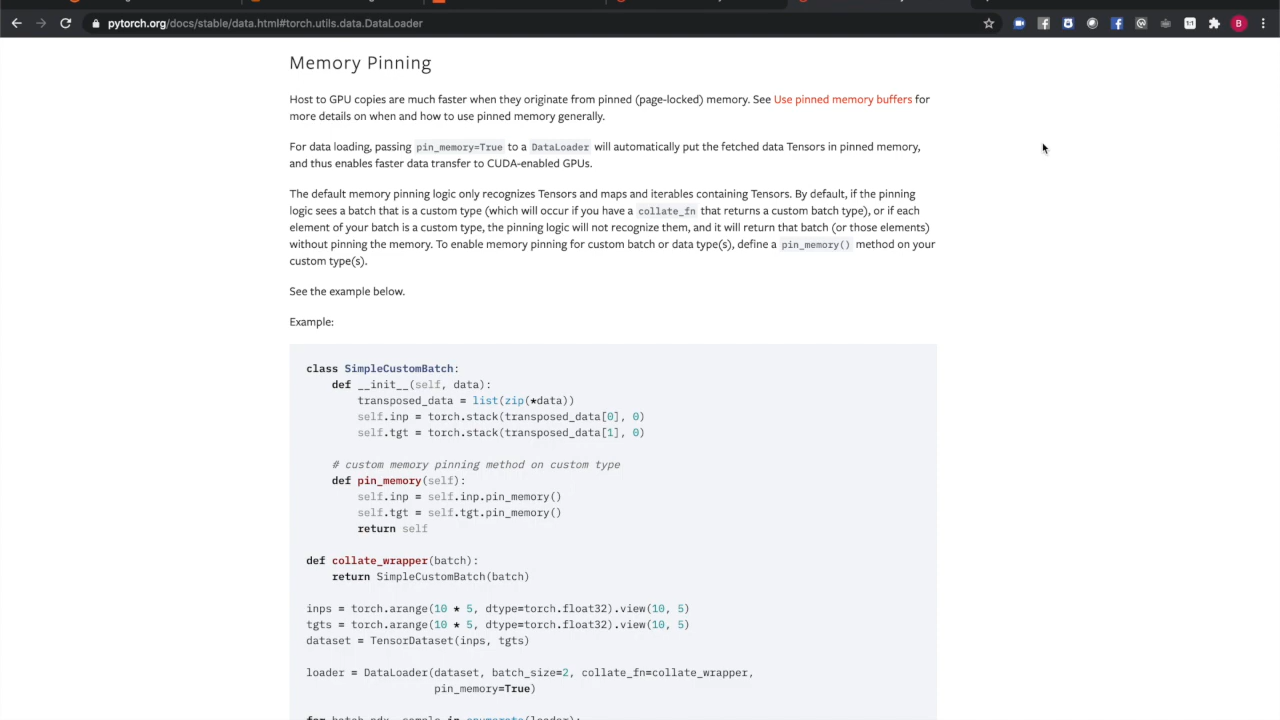 pytorch.org/docs/stable/data.html#torch.utils.data.DataLoader
1:1
B
Memory Pinning
Host to GPU copies are much faster when they originate from pinned (page-locked) memory. See Use pinned memory buffers for
more details on when and how to use pinned memory generally.
For data loading, passing pin_memory=True to a DataLoader will automatically put the fetched data Tensors in pinned memory,
and thus enables faster data transfer to CUDA-enabled GPUs.
The default memory pinning logic only recognizes Tensors and maps and iterables containing Tensors. By default, if the pinning
logic sees a batch that is a custom type (which will occur if you have a collate_fn that returns a custom batch type), or if each
element of your batch is a custom type, the pinning logic will not recognize them, and it will return that batch (or those elements)
without pinning the memory. To enable memory pinning for custom batch or data type(s), define a pin_memory() method on your
custom type(s).
See the example below.
Example:
class SimpleCustomBatch:
def __init__(self, data):
transposed_data = list(zip(*data))
self.inp = torch.stack(transposed_data[0], 0)
self.tgt = torch.stack(transposed_data[1], 0)
# custom memory pinning method on custom type
def pin_memory(self):
self.inp = self.inp.pin_memory()
self.tgt = self.tgt.pin_memory()
return self
def collate_wrapper(batch):
return SimpleCustomBatch(batch)
inps = torch.arange(10 * 5, dtype=torch.float32).view(10, 5)
tgts = torch.arange(10 * 5, dtype=torch.float32).view(10, 5)
dataset = TensorDataset(inps, tgts)
loader = DataLoader(dataset, batch_size=2, collate_fn=collate_wrapper,
pin_memory=True)